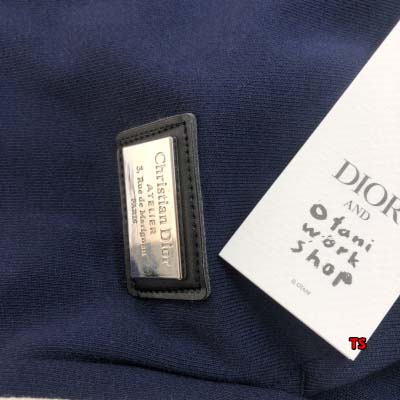 Christian Dior
ATELIER
3, Rue de Marignan
PARIS
DIOR
AND
Otani
work
shop
TS